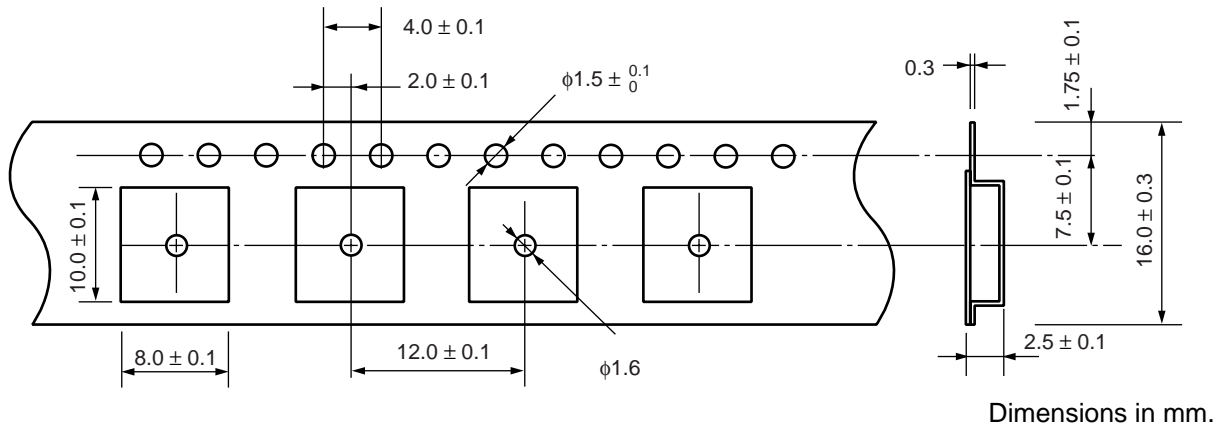 4.0 ± 0.1
2.0 ± 0.1
ϕ1.5 ± 0.1 0
0.3
1.75 ± 0.1
7.5 ± 0.1
16.0 ± 0.3
10.0 ± 0.1
8.0 ± 0.1
12.0 ± 0.1
ϕ1.6
2.5 ± 0.1
Dimensions in mm.